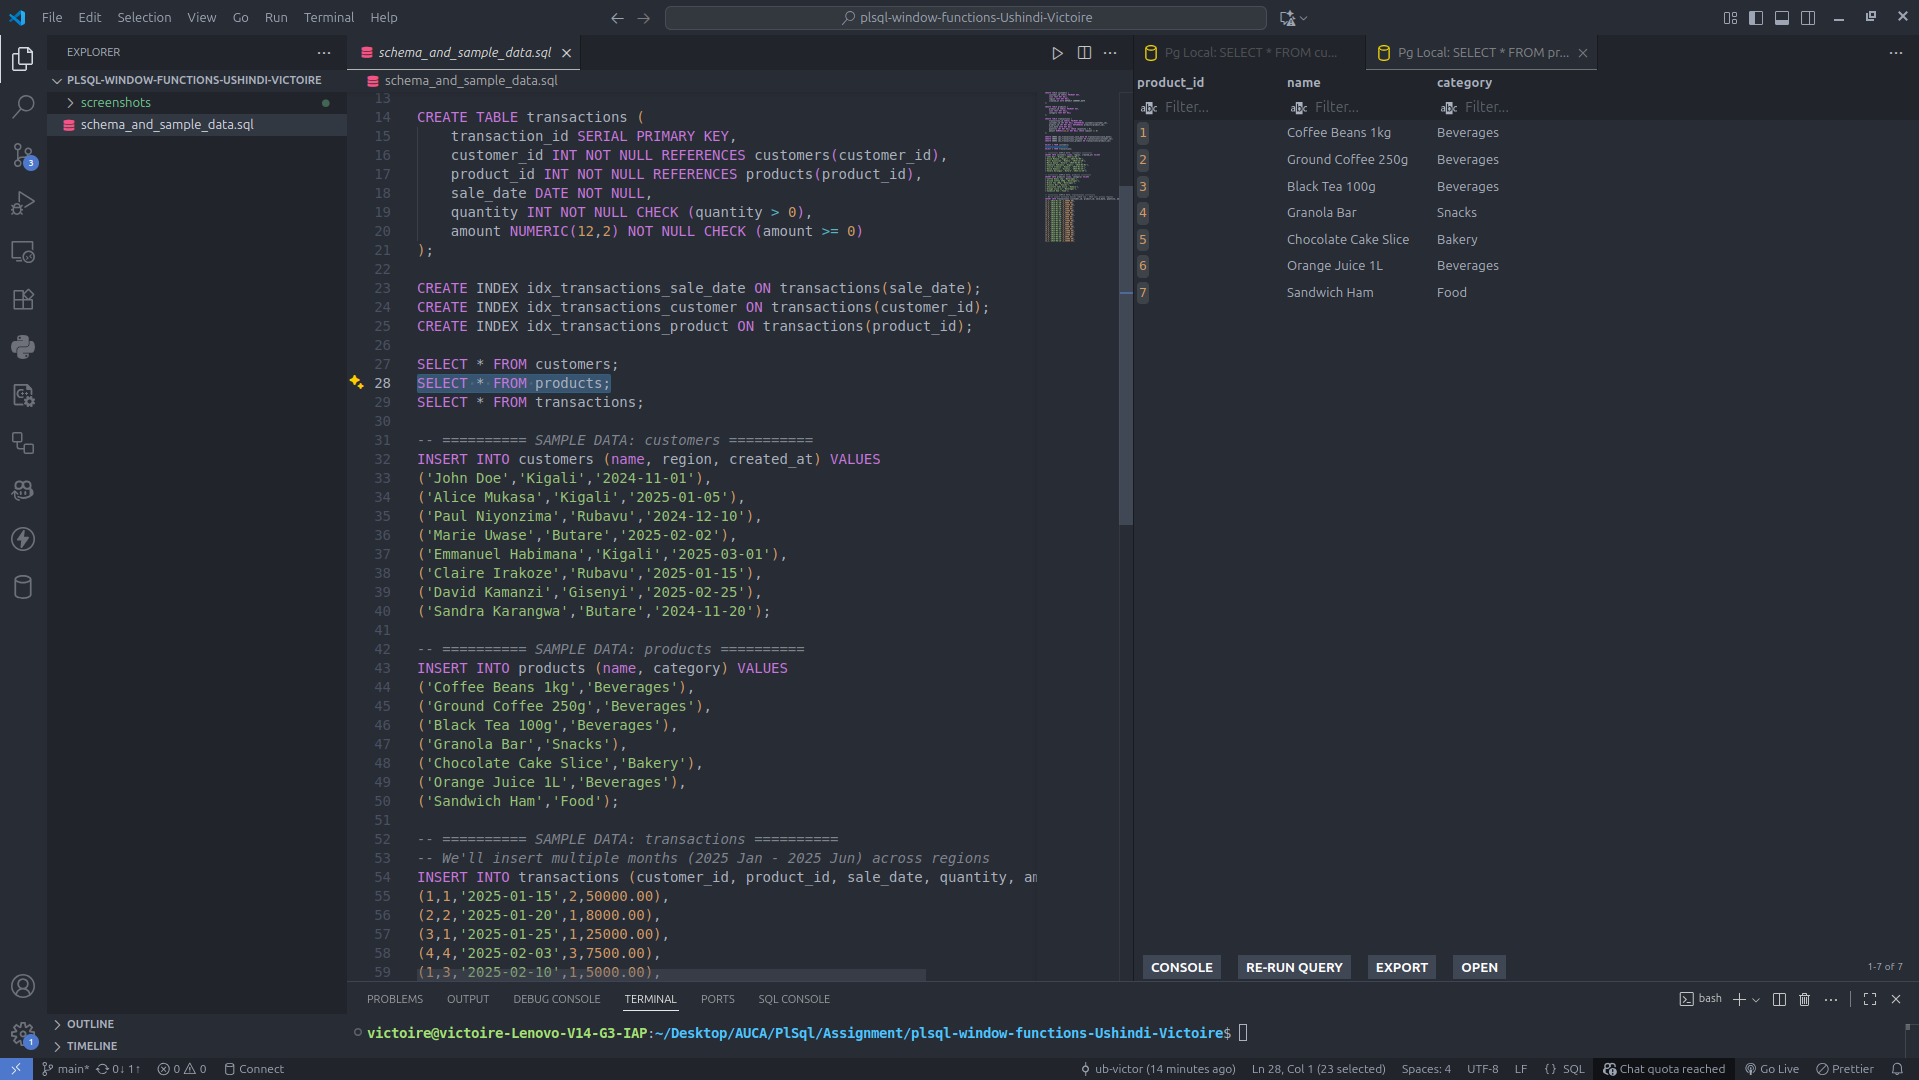 File Edit Selection View Go Run Terminal Help
plsql-window-functions-Ushindi-Victoire
EXPLORER
PLSQL-WINDOW-FUNCTIONS-USHINDI-VICTOIRE
screenshots
schema_and_sample_data.sql
3
1
OUTLINE
TIMELINE
schema_and_sample_data.sql
schema_and_sample_data.sql
13
14 CREATE TABLE transactions (
15 transaction_id SERIAL PRIMARY KEY,
16 customer_id INT NOT NULL REFERENCES customers(customer_id),
17 product_id INT NOT NULL REFERENCES products(product_id),
18 sale_date DATE NOT NULL,
19 quantity INT NOT NULL CHECK (quantity > 0),
20 amount NUMERIC(12,2) NOT NULL CHECK (amount >= 0)
21 );
22
23 CREATE INDEX idx_transactions_sale_date ON transactions(sale_date);
24 CREATE INDEX idx_transactions_customer ON transactions(customer_id);
25 CREATE INDEX idx_transactions_product ON transactions(product_id);
26
27 SELECT * FROM customers;
28 SELECT * FROM products;
29 SELECT * FROM transactions;
30
31 -- ========== SAMPLE DATA: customers ==========
32 INSERT INTO customers (name, region, created_at) VALUES
33 ('John Doe','Kigali','2024-11-01'),
34 ('Alice Mukasa','Kigali','2025-01-05'),
35 ('Paul Niyonzima','Rubavu','2024-12-10'),
36 ('Marie Uwase','Butare','2025-02-02'),
37 ('Emmanuel Habimana','Kigali','2025-03-01'),
38 ('Claire Irakoze','Rubavu','2025-01-15'),
39 ('David Kamanzi','Gisenyi','2025-02-25'),
40 ('Sandra Karangwa','Butare','2024-11-20');
41
42 -- ========== SAMPLE DATA: products ==========
43 INSERT INTO products (name, category) VALUES
44 ('Coffee Beans 1kg','Beverages'),
45 ('Ground Coffee 250g','Beverages'),
46 ('Black Tea 100g','Beverages'),
47 ('Granola Bar','Snacks'),
48 ('Chocolate Cake Slice','Bakery'),
49 ('Orange Juice 1L','Beverages'),
50 ('Sandwich Ham','Food');
51
52 -- ========== SAMPLE DATA: transactions ==========
53 -- We'll insert multiple months (2025 Jan - 2025 Jun) across regions
54 INSERT INTO transactions (customer_id, product_id, sale_date, quantity, am
55 (1,1,'2025-01-15',2,50000.00),
56 (2,2,'2025-01-20',1,8000.00),
57 (3,1,'2025-01-25',1,25000.00),
58 (4,4,'2025-02-03',3,7500.00),
59 (1,3,'2025-02-10',1,5000.00),
Pg Local: SELECT * FROM cu... Pg Local: SELECT * FROM pr...
product_id name category
abc Filter... abc Filter... abc Filter...
1 Coffee Beans 1kg Beverages
2 Ground Coffee 250g Beverages
3 Black Tea 100g Beverages
4 Granola Bar Snacks
5 Chocolate Cake Slice Bakery
6 Orange Juice 1L Beverages
7 Sandwich Ham Food
CONSOLE RE-RUN QUERY EXPORT OPEN 1-7 of 7
PROBLEMS OUTPUT DEBUG CONSOLE TERMINAL PORTS SQL CONSOLE bash
victoire@victoire-Lenovo-V14-G3-IAP:~/Desktop/AUCA/PlSql/Assignment/plsql-window-functions-Ushindi-Victoire$
main* 0↓ 1↑ 0 0 Connect ub-victor (14 minutes ago) Ln 28, Col 1 (23 selected) Spaces: 4 UTF-8 LF {} SQL Chat quota reached Go Live Prettier